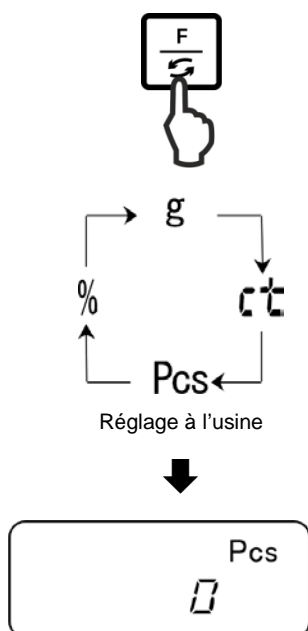 F
g
% ct
Pcs
Réglage à l'usine
Pcs
0